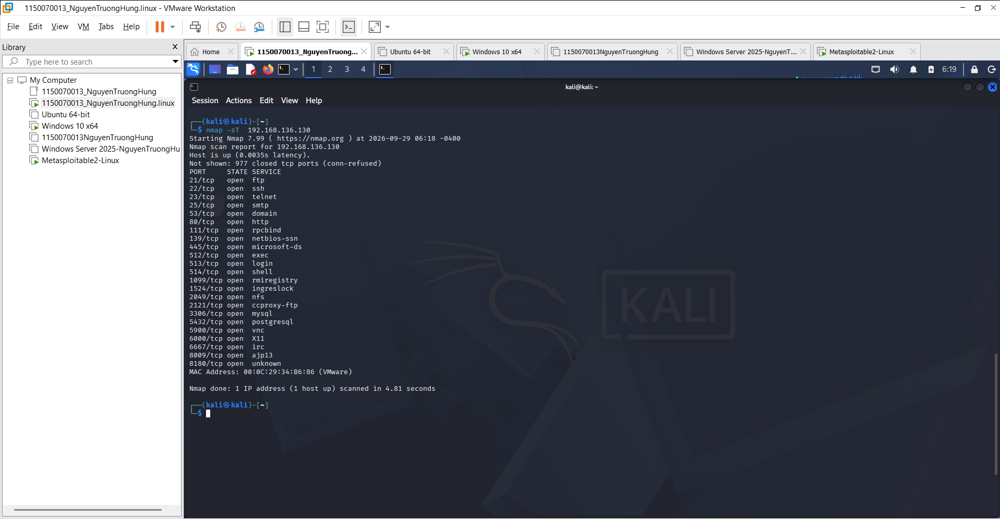 1150070013_NguyenTruongHung.linux - VMware Workstation
File Edit View VM Tabs Help
Library
Type here to search
My Computer
1150070013_NguyenTruongHung
1150070013_NguyenTruongHung.linux
Ubuntu 64-bit
Windows 10 x64
1150070013NguyenTruongHung
Windows Server 2025-NguyenTruongHu
Metasploitable2-Linux
Home 1150070013_NguyenTruong... Ubuntu 64-bit Windows 10 x64 1150070013NguyenTruongHung Windows Server 2025-NguyenT... Metasploitable2-Linux
1 2 3 4 6:19
kali@kali: ~
Session Actions Edit View Help
┌──(kali㉿kali)-[~]
└─$ nmap -sT  192.168.136.130
Starting Nmap 7.99 ( https://nmap.org ) at 2026-09-29 06:18 -0400
Nmap scan report for 192.168.136.130
Host is up (0.0035s latency).
Not shown: 977 closed tcp ports (conn-refused)
PORT     STATE SERVICE
21/tcp   open  ftp
22/tcp   open  ssh
23/tcp   open  telnet
25/tcp   open  smtp
53/tcp   open  domain
80/tcp   open  http
111/tcp  open  rpcbind
139/tcp  open  netbios-ssn
445/tcp  open  microsoft-ds
512/tcp  open  exec
513/tcp  open  login
514/tcp  open  shell
1099/tcp open  rmiregistry
1524/tcp open  ingreslock
2049/tcp open  nfs
2121/tcp open  ccproxy-ftp
3306/tcp open  mysql
5432/tcp open  postgresql
5900/tcp open  vnc
6000/tcp open  X11
6667/tcp open  irc
8009/tcp open  ajp13
8180/tcp open  unknown
MAC Address: 00:0C:29:34:B6:86 (VMware)
Nmap done: 1 IP address (1 host up) scanned in 4.81 seconds
┌──(kali㉿kali)-[~]
└─$
KALI